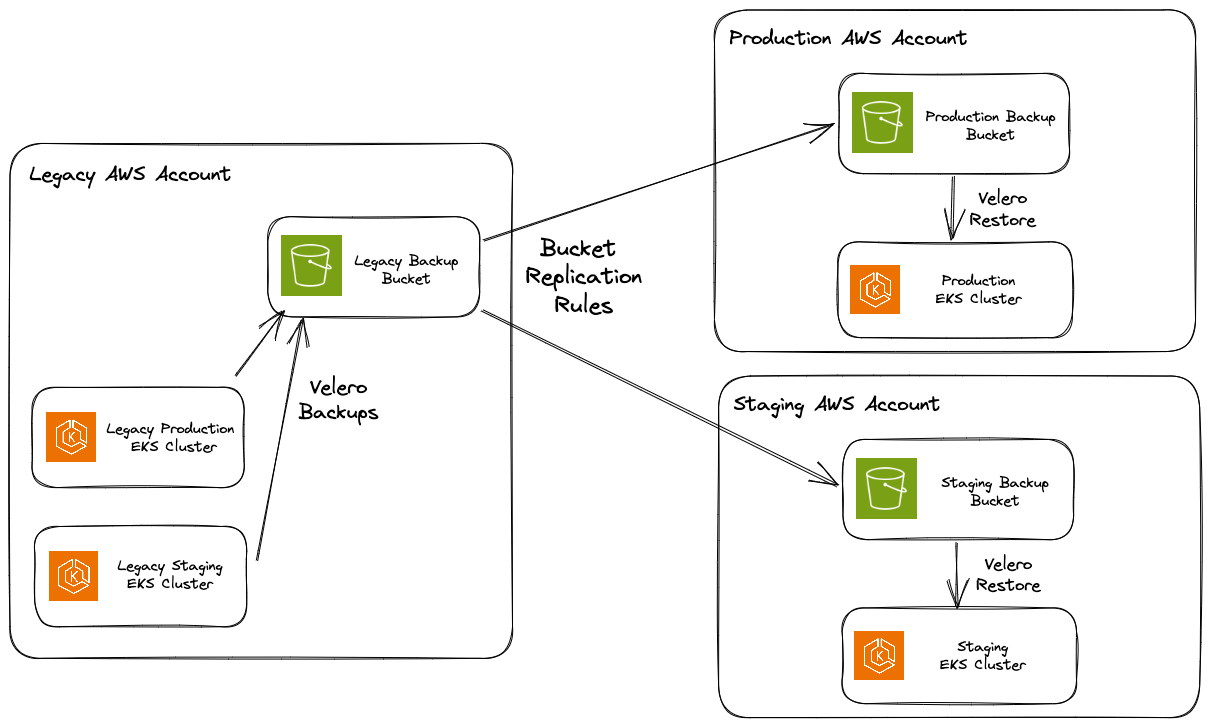 Legacy AWS Account
Legacy Backup
Bucket
Velero
Backups
Legacy Production
EKS Cluster
Legacy Staging
EKS Cluster
Bucket
Replication
Rules
Production AWS Account
Production Backup
Bucket
Velero
Restore
Production
EKS Cluster
Staging AWS Account
Staging Backup
Bucket
Velero
Restore
Staging
EKS Cluster